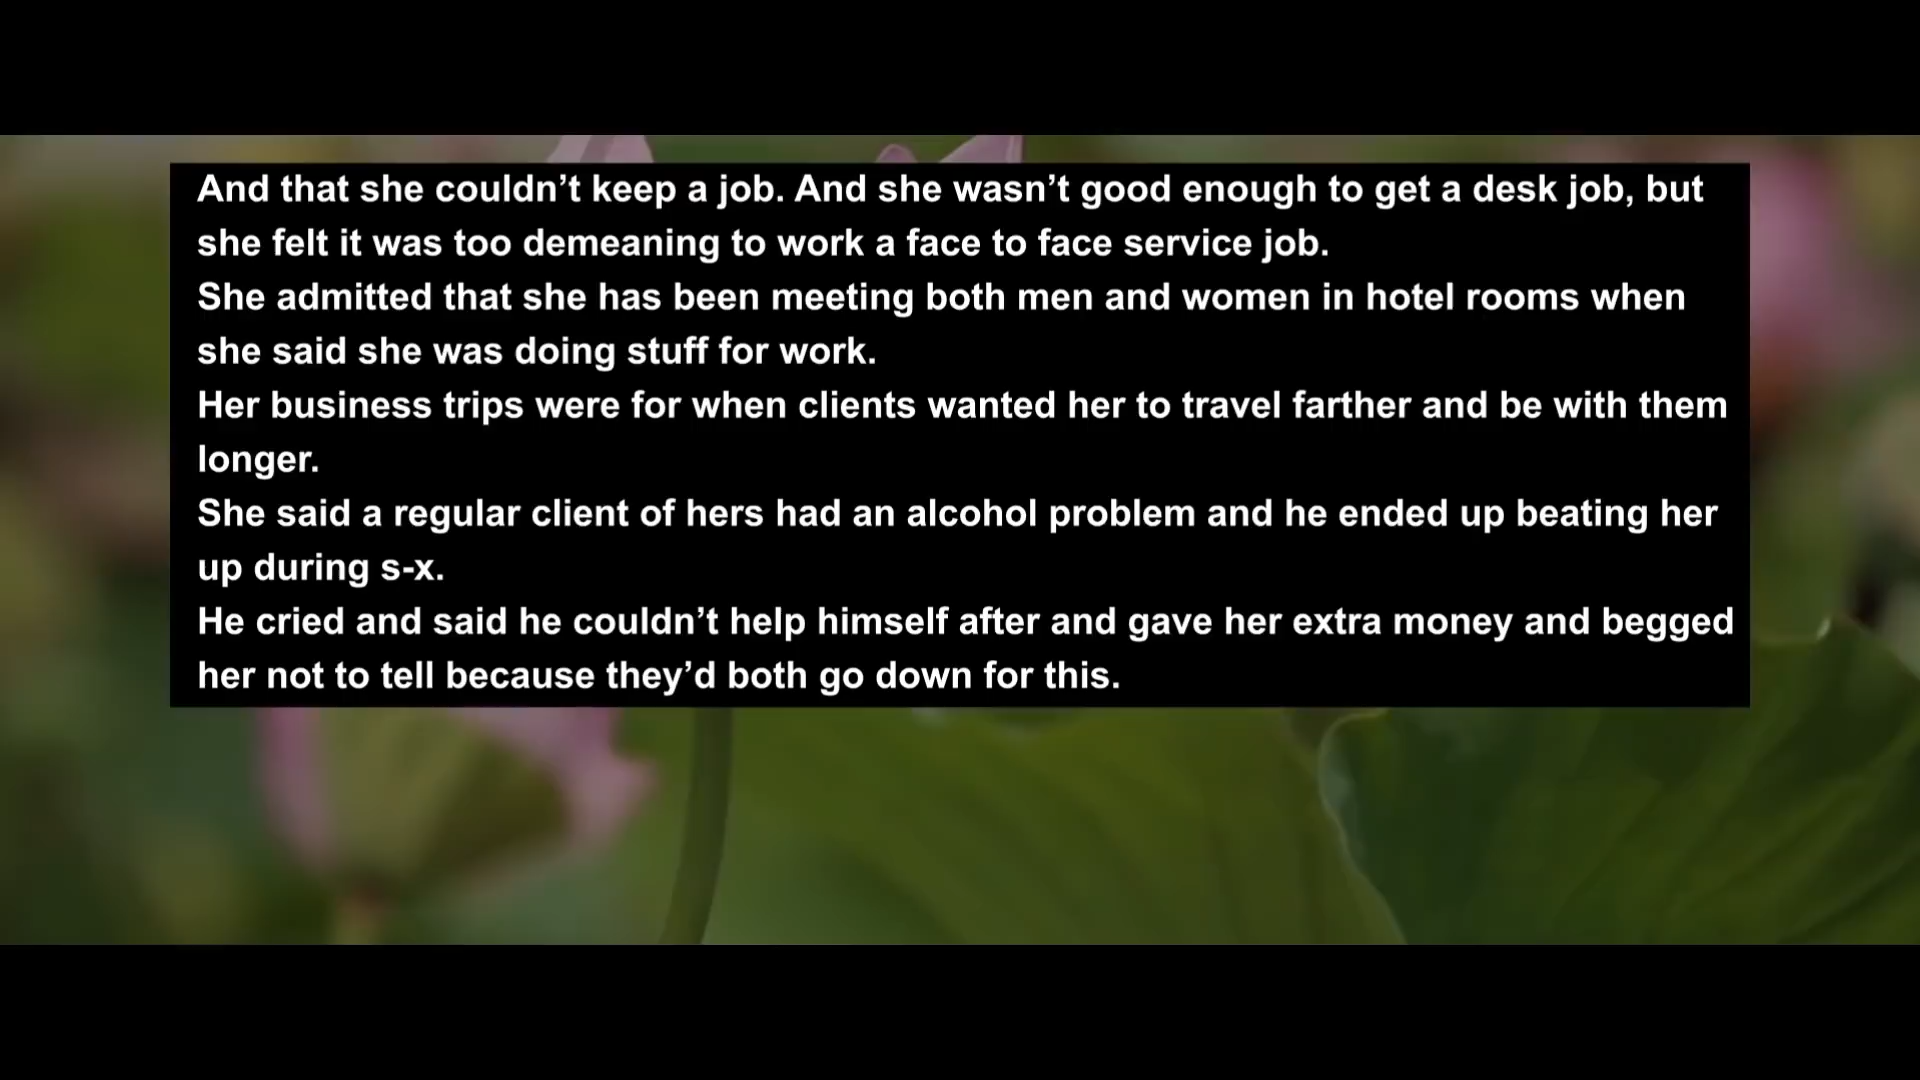 And that she couldn’t keep a job. And she wasn’t good enough to get a desk job, but
she felt it was too demeaning to work a face to face service job.
She admitted that she has been meeting both men and women in hotel rooms when
she said she was doing stuff for work.
Her business trips were for when clients wanted her to travel farther and be with them
longer.
She said a regular client of hers had an alcohol problem and he ended up beating her
up during s-x.
He cried and said he couldn’t help himself after and gave her extra money and begged
her not to tell because they’d both go down for this.